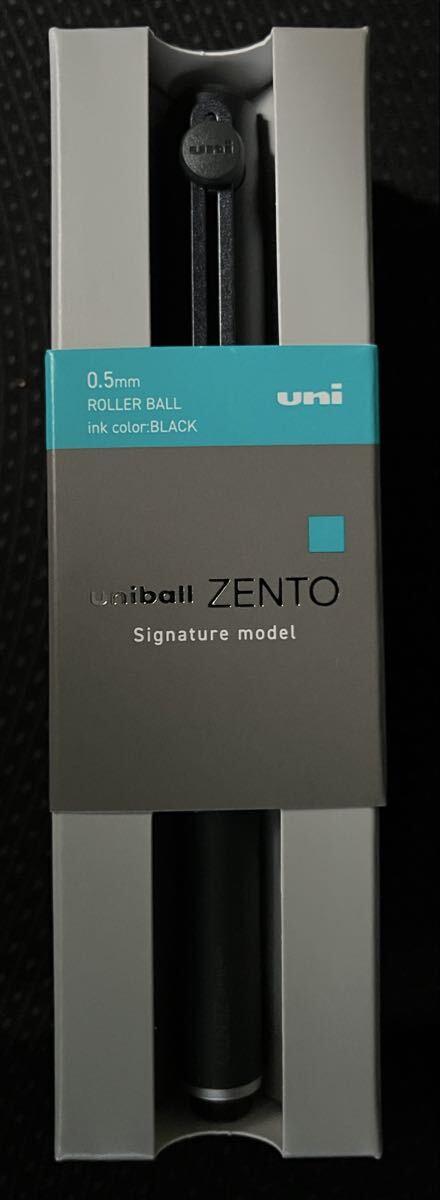 uni
0.5mm
ROLLER BALL
ink color:BLACK
uni
uniball ZENTO
Signature model